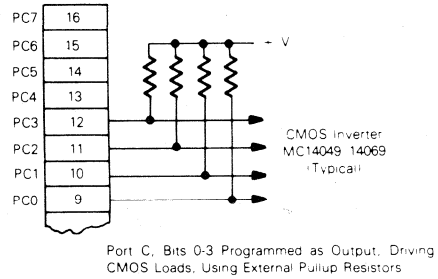 PC7 16
PC6 15
PC5 14
PC4 13
PC3 12
PC2 11
PC1 10
PC0 9
+ V
CMOS Inverter
MC14049 14069
(Typical)
Port C, Bits 0-3 Programmed as Output, Driving
CMOS Loads, Using External Pullup Resistors